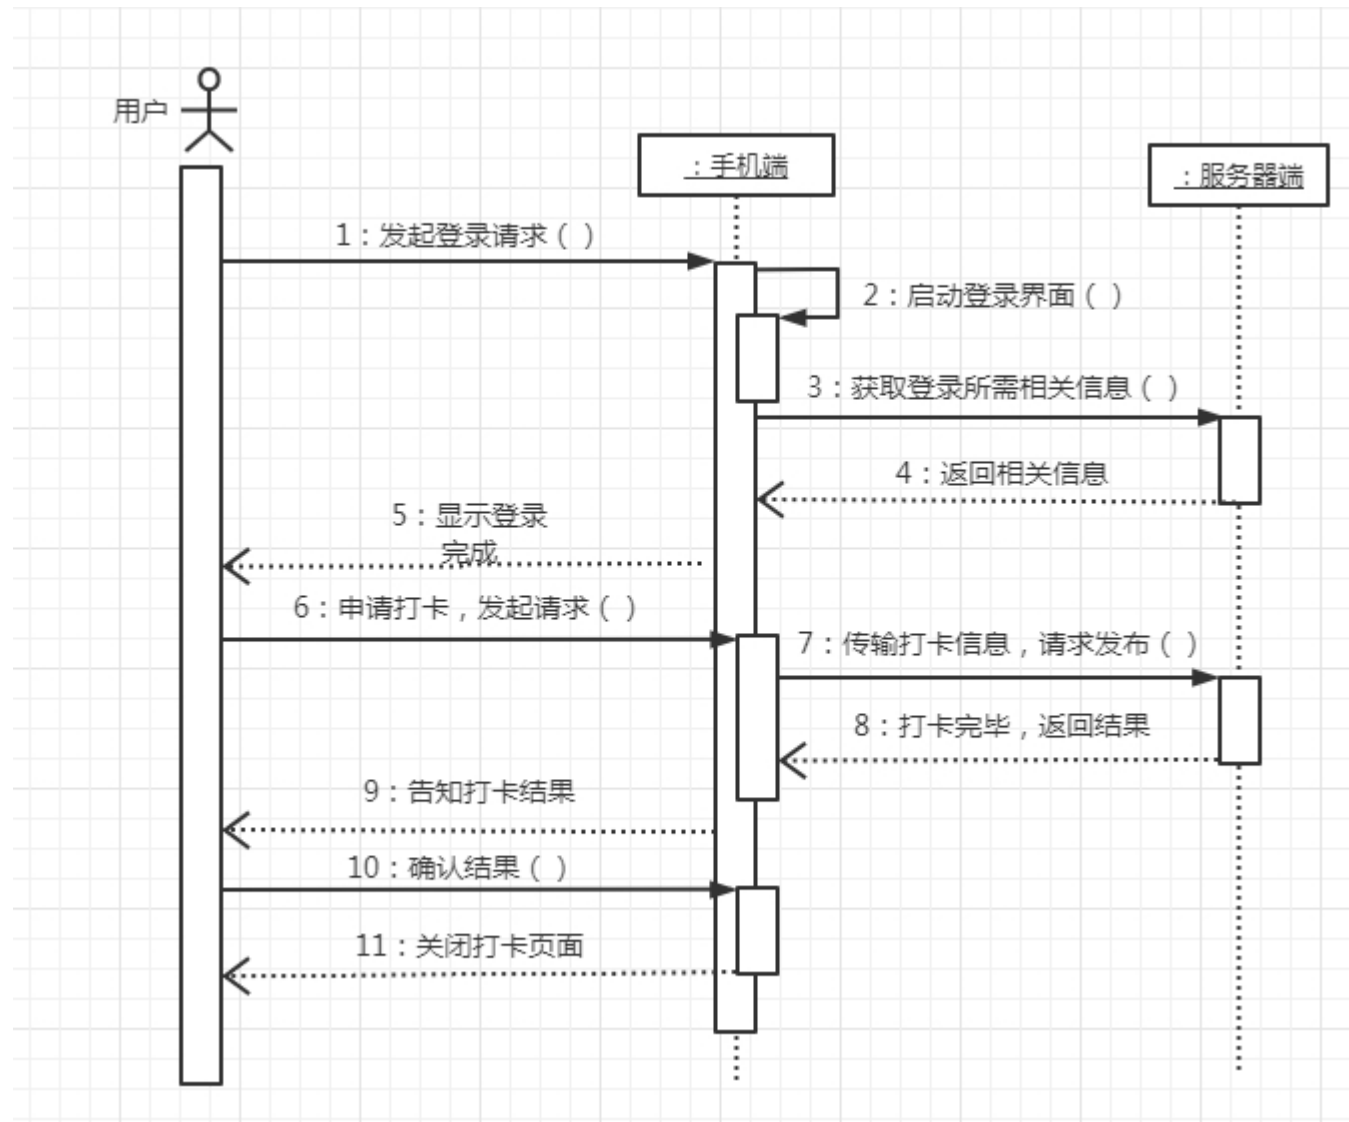 用户
：手机端
：服务器端
1：发起登录请求（ ）
2：启动登录界面（ ）
3：获取登录所需相关信息（ ）
4：返回相关信息
5：显示登录
完成
6：申请打卡，发起请求（ ）
7：传输打卡信息，请求发布（ ）
8：打卡完毕，返回结果
9：告知打卡结果
10：确认结果（ ）
11：关闭打卡页面